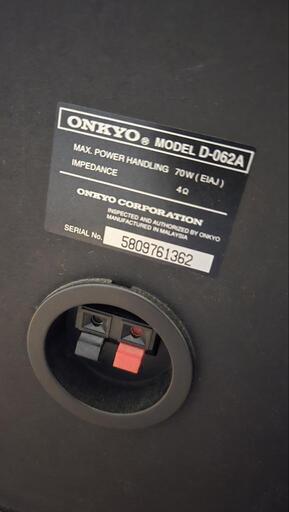 ONKYO® MODEL D-062A
MAX. POWER HANDLING 70W (EIAJ)
IMPEDANCE 4Ω
ONKYO CORPORATION
INSPECTED AND AUTHORIZED BY ONKYO
MANUFACTURED IN MALAYSIA
SERIAL No. 5809761362